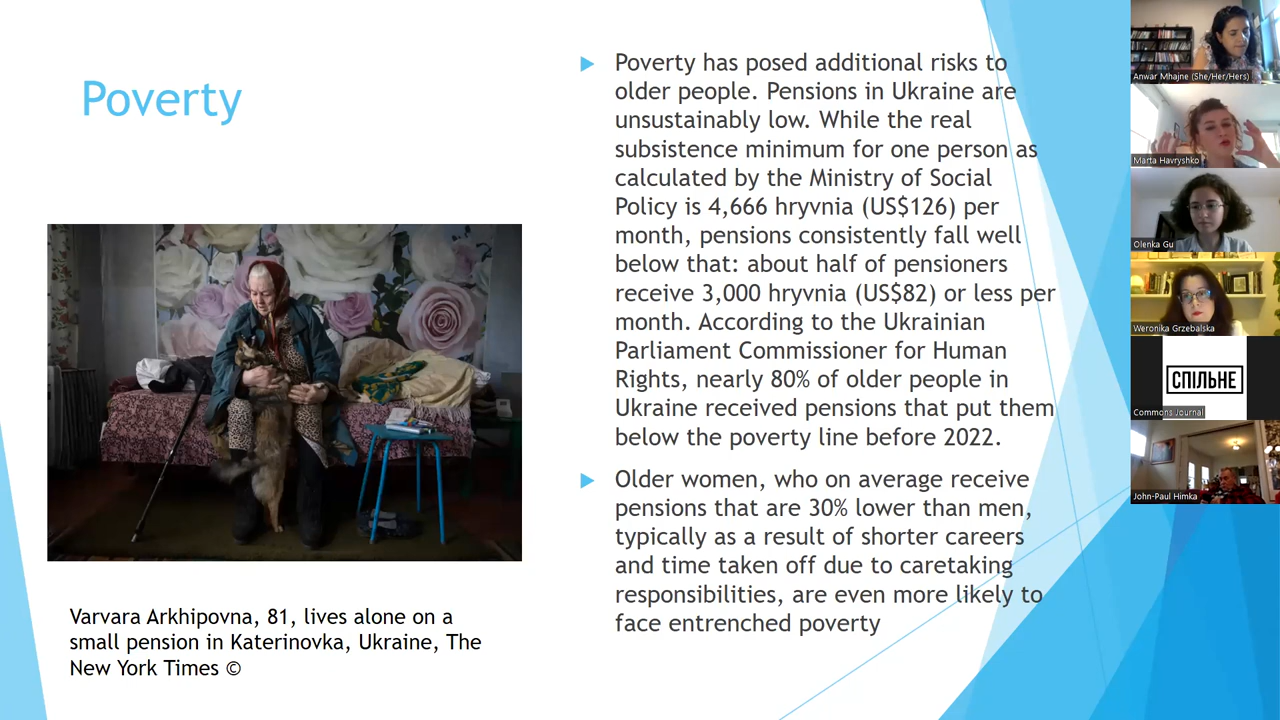 Poverty
Poverty has posed additional risks to
older people. Pensions in Ukraine are
unsustainably low. While the real
subsistence minimum for one person as
calculated by the Ministry of Social
Policy is 4,666 hryvnia (US$126) per
month, pensions consistently fall well
below that: about half of pensioners
receive 3,000 hryvnia (US$82) or less per
month. According to the Ukrainian
Parliament Commissioner for Human
Rights, nearly 80% of older people in
Ukraine received pensions that put them
below the poverty line before 2022.
Older women, who on average receive
pensions that are 30% lower than men,
typically as a result of shorter careers
and time taken off due to caretaking
responsibilities, are even more likely to
face entrenched poverty
Varvara Arkhipovna, 81, lives alone on a
small pension in Katerinovka, Ukraine, The
New York Times ©
Anwar Mhajne (She/Her/Hers)
Marta Havryshko
Olenka Gu
Weronika Grzebalska
СПІЛЬНЕ
Commons Journal
John-Paul Himka